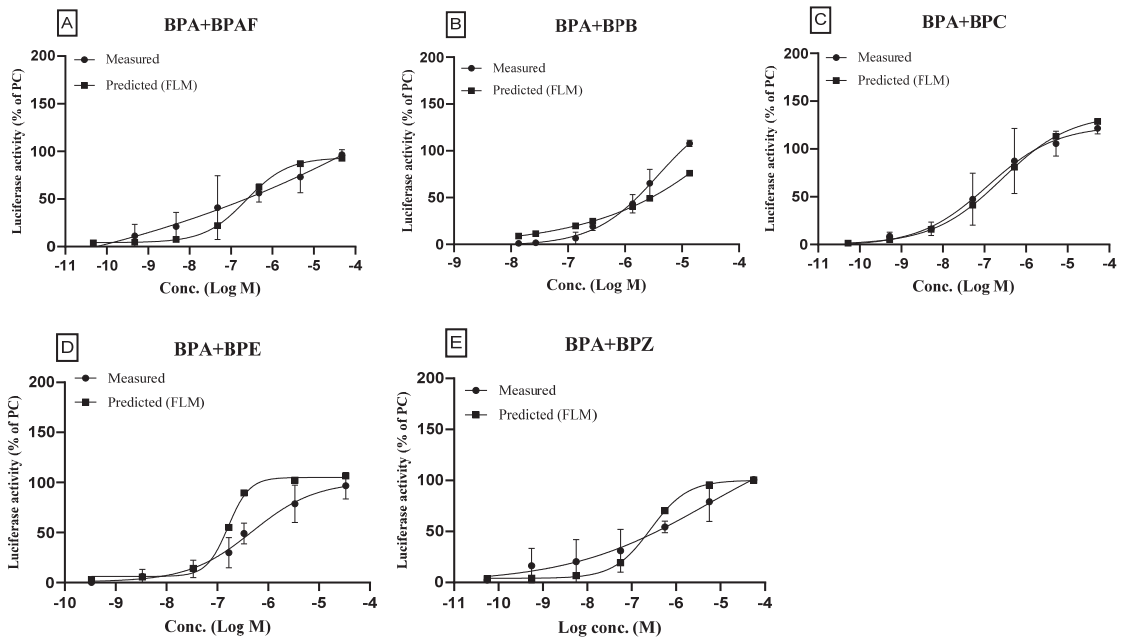 A
BPA+BPAF
Luciferase activity (% of PC)
200
150
100
50
0
Measured
Predicted (FLM)
-11 -10 -9 -8 -7 -6 -5 -4
Conc. (Log M)
B
BPA+BPB
Luciferase activity (% of PC)
200
150
100
50
0
Measured
Predicted (FLM)
-9 -8 -7 -6 -5 -4
Conc. (Log M)
C
BPA+BPC
Luciferase activity (% of PC)
200
150
100
50
0
Measured
Predicted (FLM)
-11 -10 -9 -8 -7 -6 -5 -4
Conc. (Log M)
D
BPA+BPE
Luciferase activity (% of PC)
200
150
100
50
0
Measured
Predicted (FLM)
-10 -9 -8 -7 -6 -5 -4
Conc. (Log M)
E
BPA+BPZ
Luciferase activity (% of PC)
200
150
100
50
0
Measured
Predicted (FLM)
-11 -10 -9 -8 -7 -6 -5 -4
Log conc. (M)